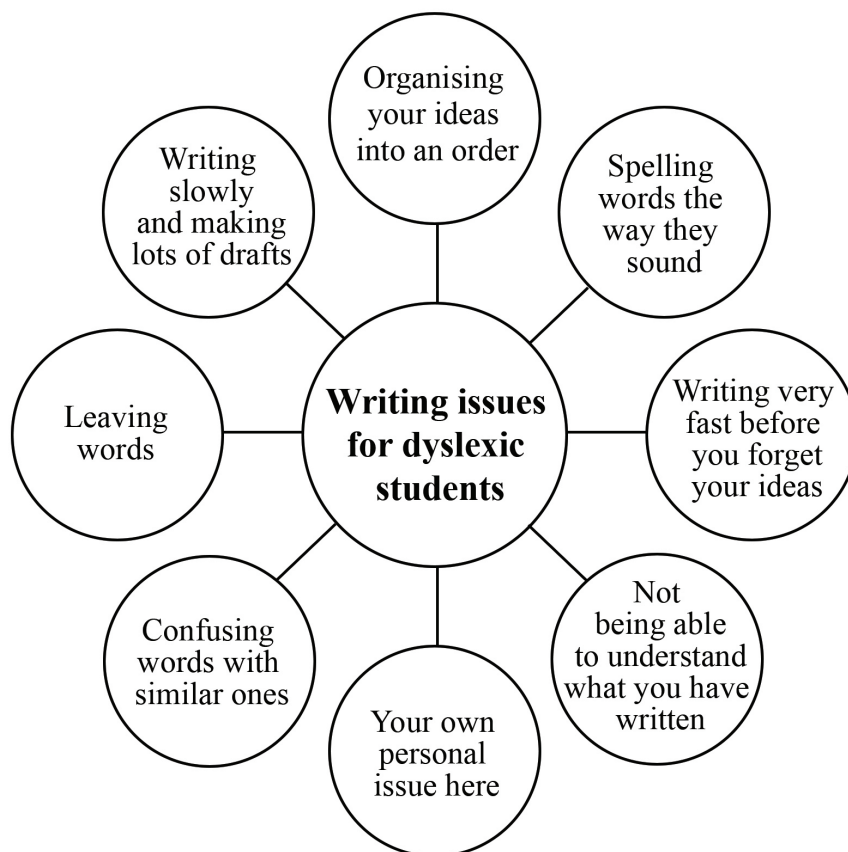 Organising
your ideas
into an order
Spelling
words the
way they
sound
Writing very
fast before
you forget
your ideas
Not
being able
to understand
what you have
written
Your own
personal
issue here
Confusing
words with
similar ones
Leaving
words
Writing
slowly
and making
lots of drafts
Writing issues
for dyslexic
students